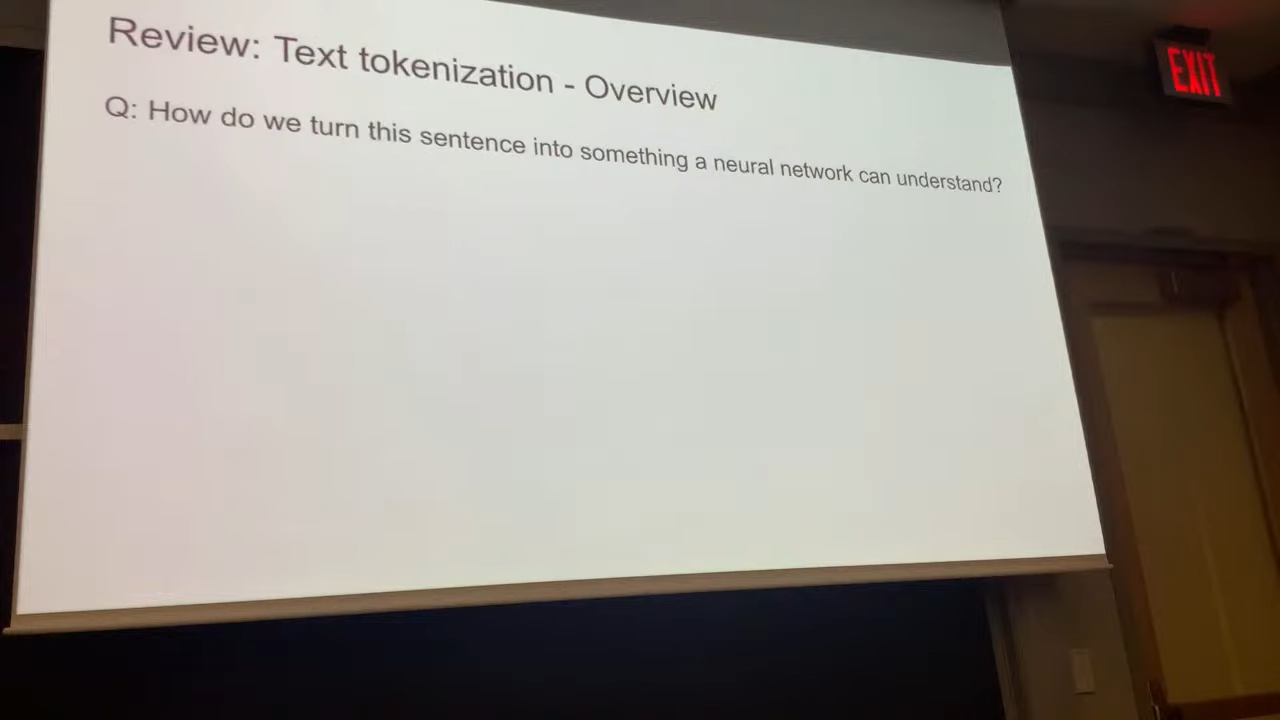 Review: Text tokenization - Overview
Q: How do we turn this sentence into something a neural network can understand?
EXIT